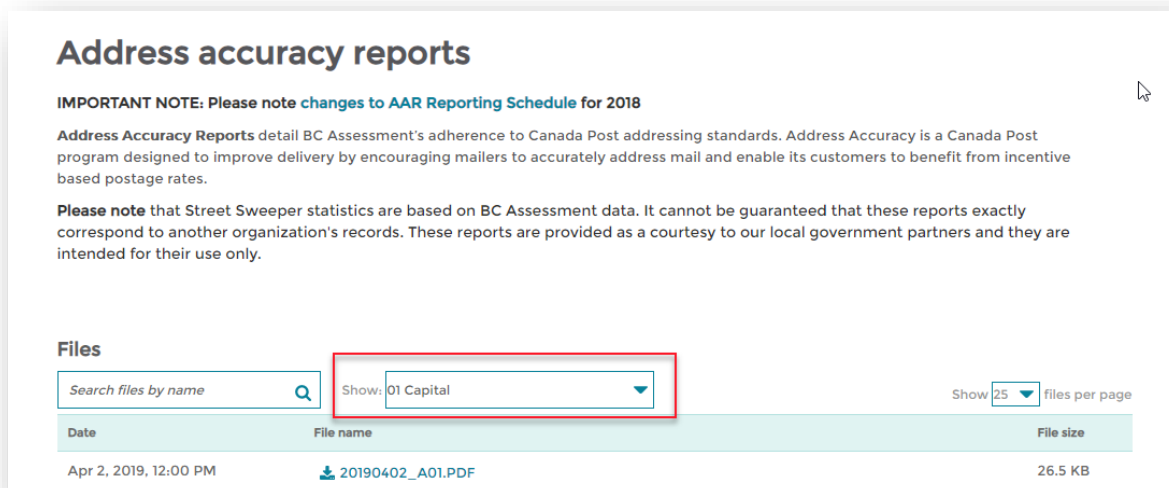 Address accuracy reports
IMPORTANT NOTE: Please note changes to AAR Reporting Schedule for 2018
Address Accuracy Reports detail BC Assessment's adherence to Canada Post addressing standards. Address Accuracy is a Canada Post
program designed to improve delivery by encouraging mailers to accurately address mail and enable its customers to benefit from incentive
based postage rates.
Please note that Street Sweeper statistics are based on BC Assessment data. It cannot be guaranteed that these reports exactly
correspond to another organization's records. These reports are provided as a courtesy to our local government partners and they are
intended for their use only.
Files
Search files by name Show: 01 Capital Show 25 files per page
Date File name File size
Apr 2, 2019, 12:00 PM 20190402_A01.PDF 26.5 KB